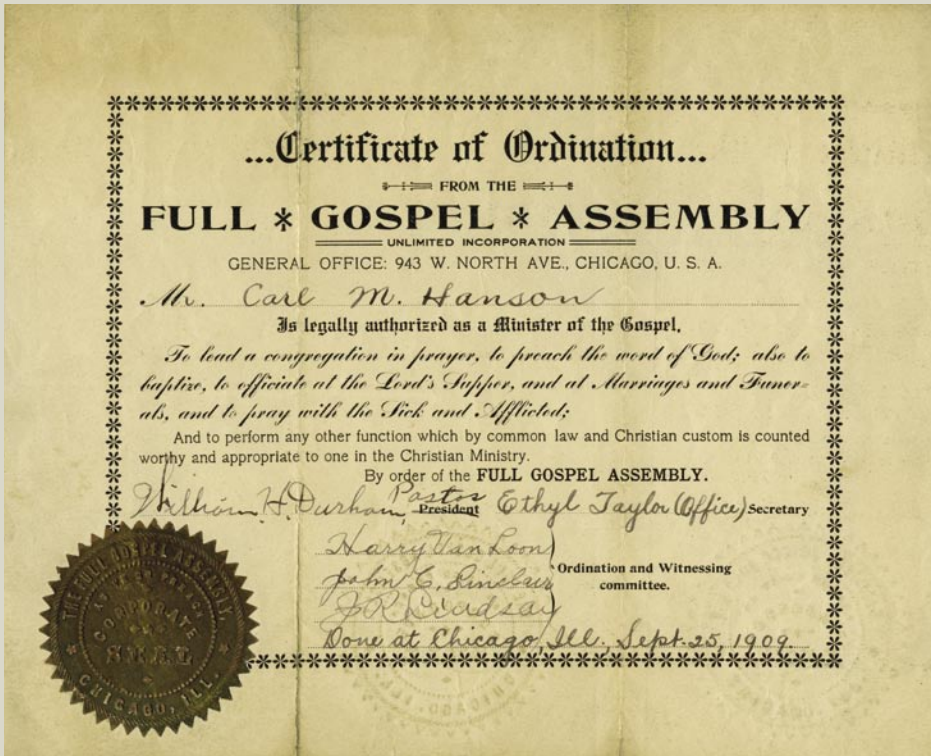 ...Certificate of Ordination...
FROM THE
FULL * GOSPEL * ASSEMBLY
UNLIMITED INCORPORATION
GENERAL OFFICE: 943 W. NORTH AVE., CHICAGO, U. S. A.
Mr. Carl M. Hanson
Is legally authorized as a Minister of the Gospel,
To lead a congregation in prayer, to preach the word of God; also to
baptize, to officiate at the Lord's Supper, and at Marriages and Funer-
als, and to pray with the Sick and Afflicted;
And to perform any other function which by common law and Christian custom is counted
worthy and appropriate to one in the Christian Ministry.
By order of the FULL GOSPEL ASSEMBLY.
William H. Durham, Pastor President Ethyl Taylor (Office) Secretary
Harry Van Loon
John C. Sinclair
J.R. Lindsay
Ordination and Witnessing
committee.
Done at Chicago, Ill., Sept. 25, 1909.
THE FULL GOSPEL ASSEMBLY
CORPORATE
SEAL
CHICAGO, ILL.